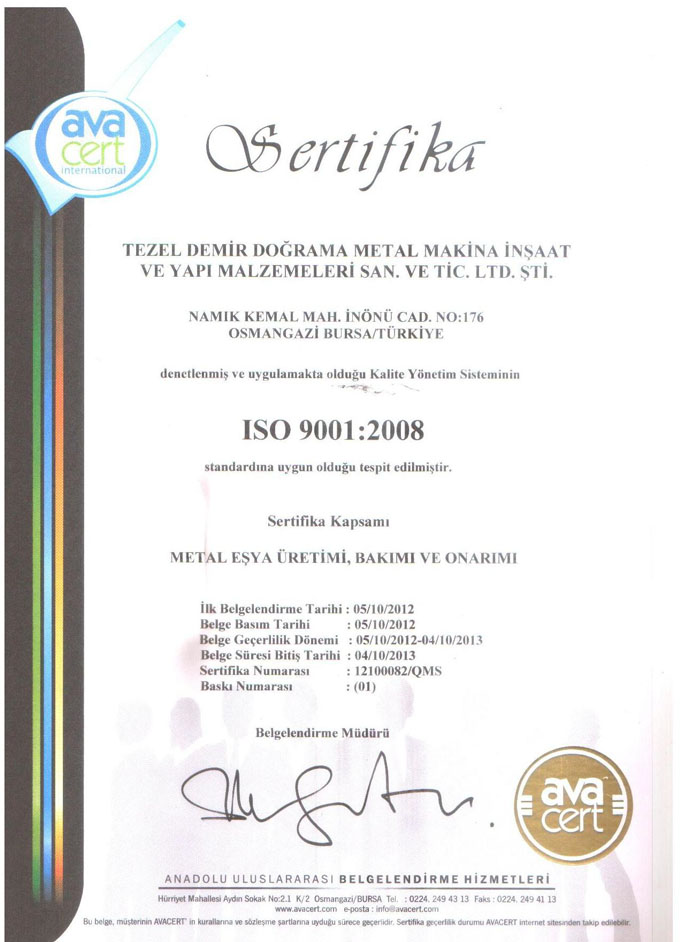 ava
cert
international
Sertifika
TEZEL DEMİR DOĞRAMA METAL MAKİNA İNŞAAT
VE YAPI MALZEMELERİ SAN. VE TİC. LTD. ŞTİ.
NAMIK KEMAL MAH. İNÖNÜ CAD. NO:176
OSMANGAZİ BURSA/TÜRKİYE
denetlenmiş ve uygulamakta olduğu Kalite Yönetim Sisteminin
ISO 9001:2008
standardına uygun olduğu tespit edilmiştir.
Sertifika Kapsamı
METAL EŞYA ÜRETİMİ, BAKIMI VE ONARIMI
İlk Belgelendirme Tarihi : 05/10/2012
Belge Basım Tarihi : 05/10/2012
Belge Geçerlilik Dönemi : 05/10/2012-04/10/2013
Belge Süresi Bitiş Tarihi : 04/10/2013
Sertifika Numarası : 12100082/QMS
Baskı Numarası : (01)
Belgelendirme Müdürü
ava
cert
ANADOLU ULUSLARARASI BELGELENDİRME HİZMETLERİ
Hürriyet Mahallesi Aydın Sokak No:2.1 K/2 Osmangazi/BURSA Tel. : 0224. 249 43 13 Faks : 0224. 249 41 13
www.avacert.com e-posta : info@avacert.com
Bu belge, müşterinin AVACERT' in kurallarına ve sözleşme şartlarına uyduğu sürece geçerlidir. Sertifika geçerlilik durumu AVACERT internet sitesinden takip edilebilir.